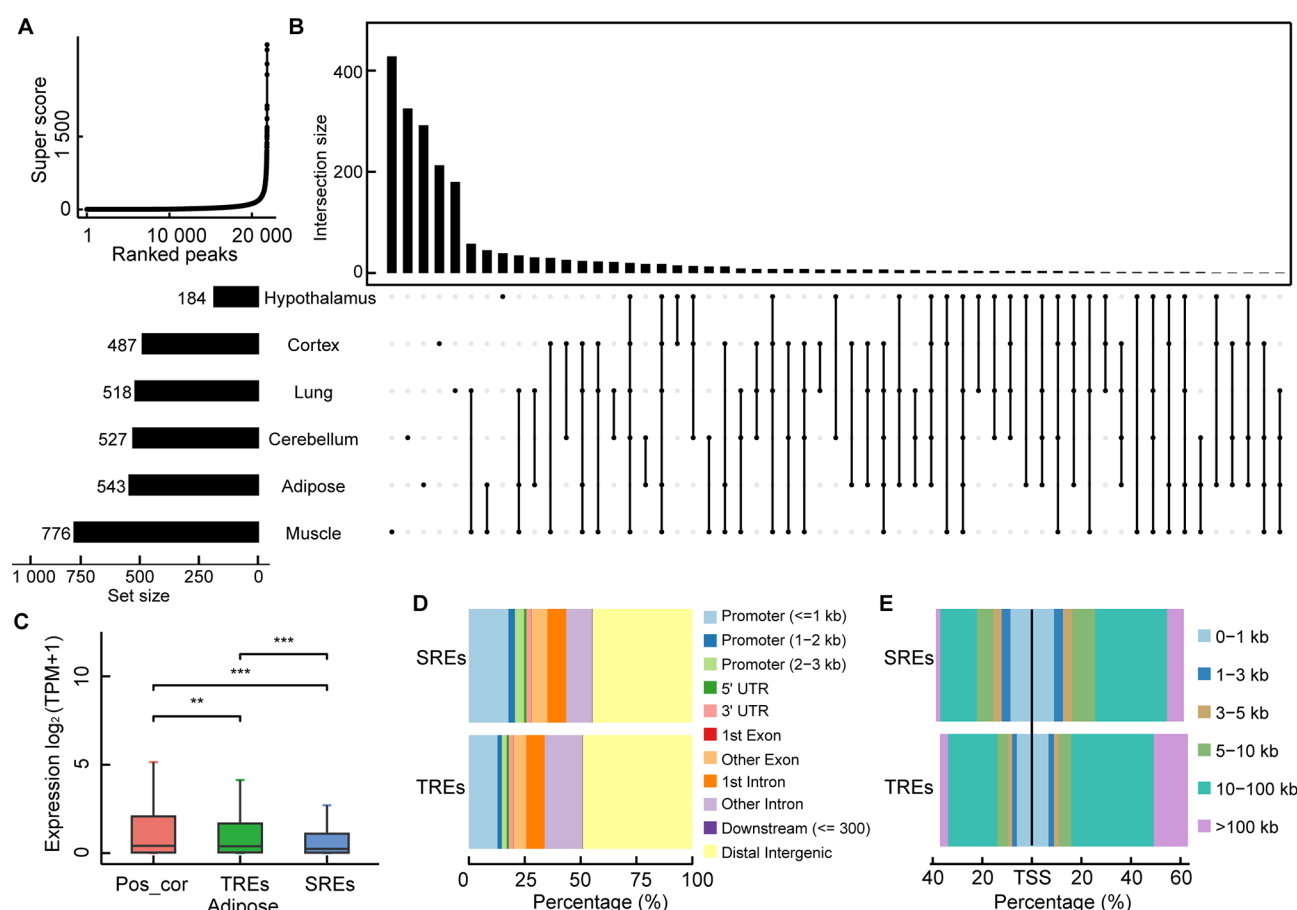 A
B
Super score
1 500
0
1
10 000
20 000
Ranked peaks
Intersection size
400
200
0
184
Hypothalamus
487
Cortex
518
Lung
527
Cerebellum
543
Adipose
776
Muscle
1 000
750
500
250
0
Set size
C
Expression log₂ (TPM+1)
10
5
0
***
***
**
Pos_cor
TREs
SREs
Adipose
D
SREs
TREs
0
25
50
75
100
Percentage (%)
Promoter (<=1 kb)
Promoter (1−2 kb)
Promoter (2−3 kb)
5' UTR
3' UTR
1st Exon
Other Exon
1st Intron
Other Intron
Downstream (<= 300)
Distal Intergenic
E
SREs
TREs
40
20
TSS
20
40
60
Percentage (%)
0−1 kb
1−3 kb
3−5 kb
5−10 kb
10−100 kb
>100 kb